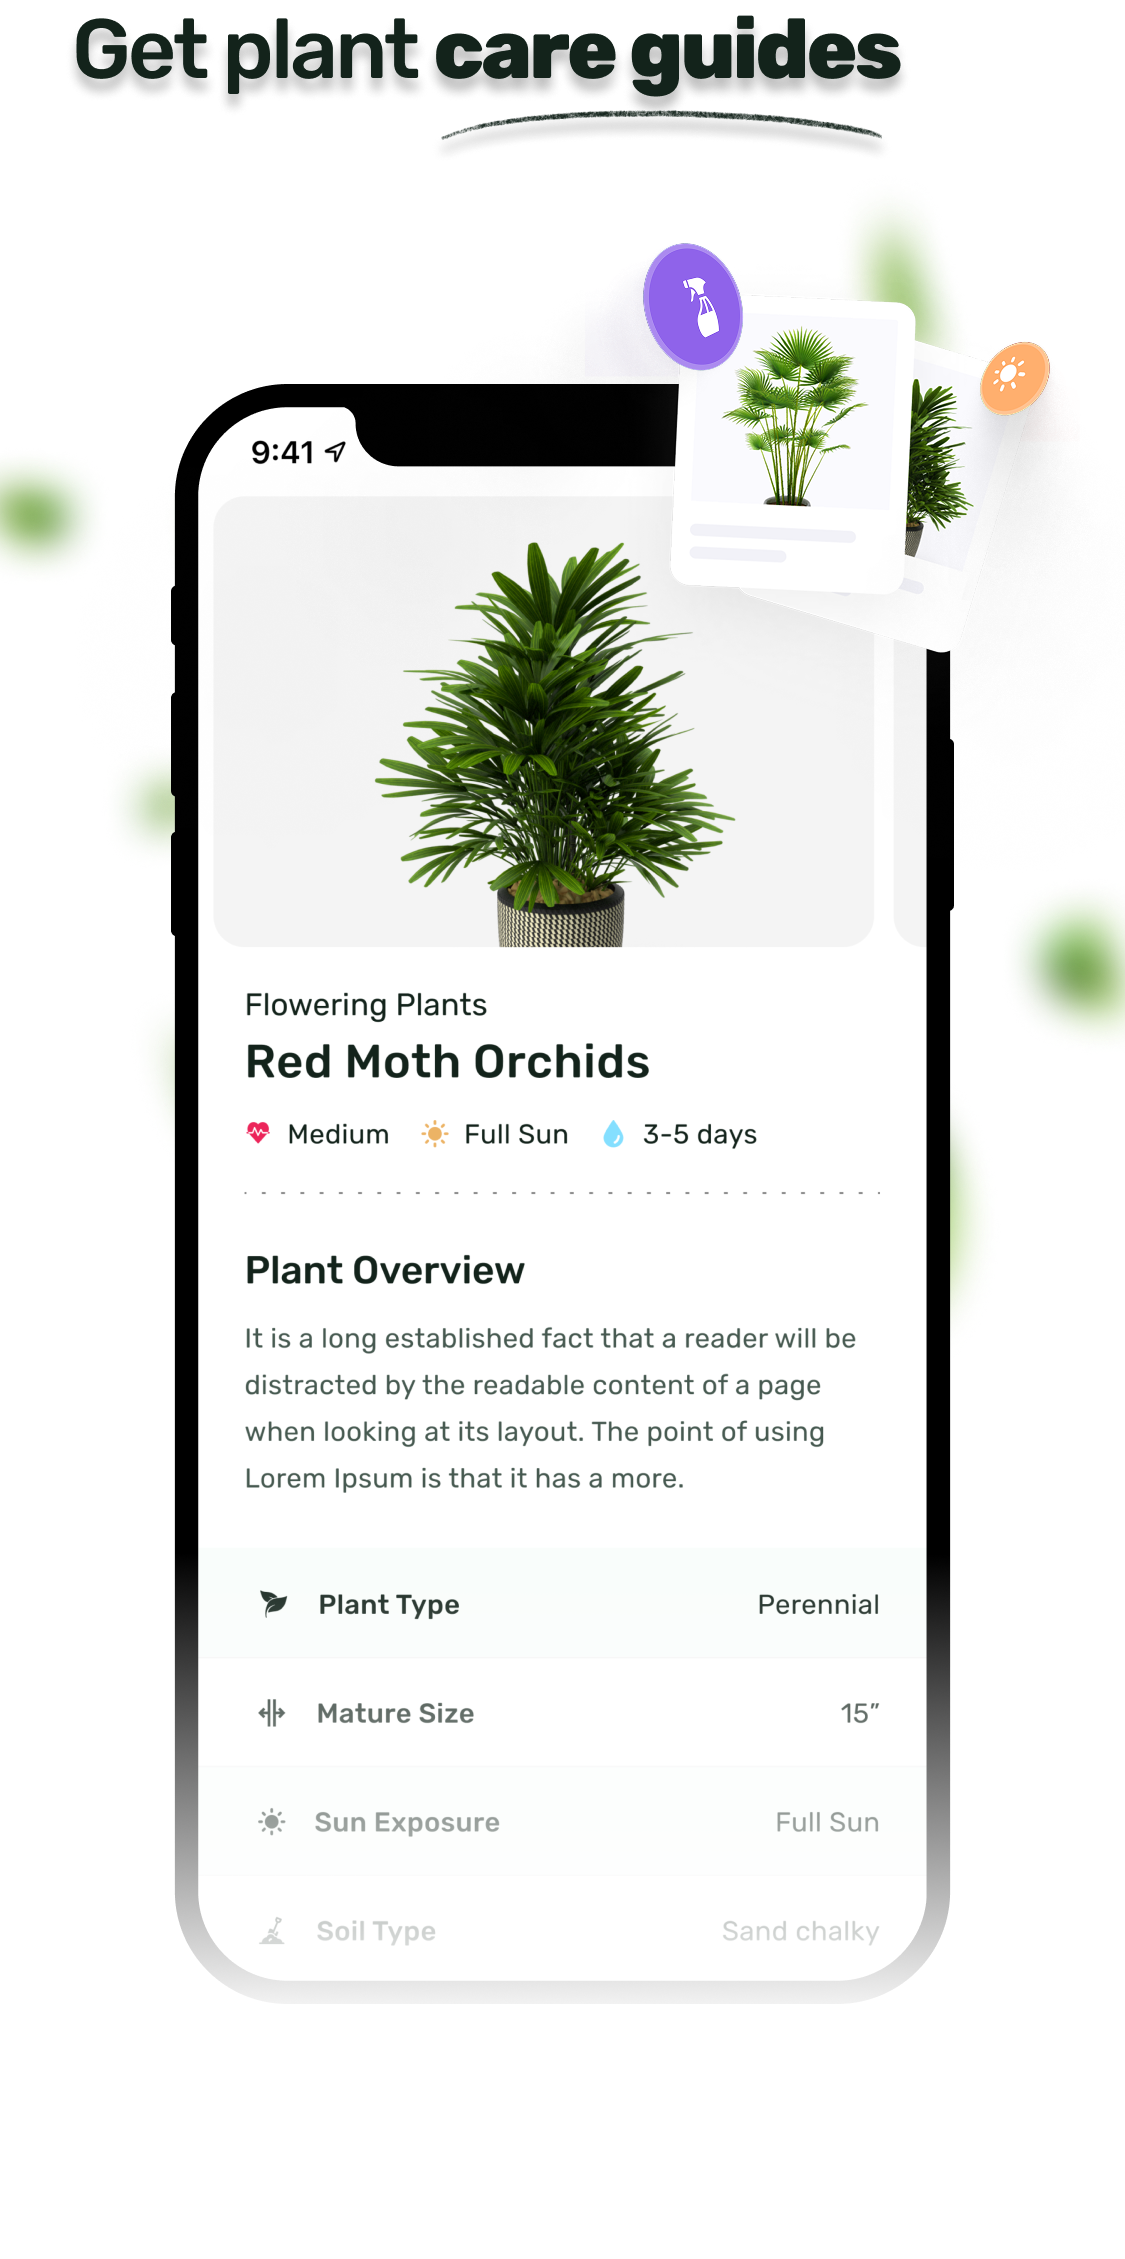 Get plant care guides
9:41
Flowering Plants
Red Moth Orchids
Medium Full Sun 3-5 days
Plant Overview
It is a long established fact that a reader will be
distracted by the readable content of a page
when looking at its layout. The point of using
Lorem Ipsum is that it has a more.
Plant Type Perennial
Mature Size 15”
Sun Exposure Full Sun
Soil Type Sand chalky